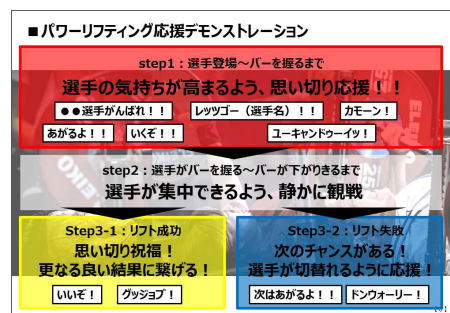 ■パワーリフティング応援デモンストレーション
step1：選手登場～バーを握るまで
選手の気持ちが高まるよう、思い切り応援！！
●●選手がんばれ！！ レッツゴー（選手名）！！ カモーン！
あがるよ！！ いくぞ！！ ユーキャンドゥーイッ！
step2：選手がバーを握る～バーが下がりきるまで
選手が集中できるよう、静かに観戦
Step3-1：リフト成功
思い切り祝福！
更なる良い結果に繋げる！
いいぞ！ グッジョブ！
Step3-2：リフト失敗
次のチャンスがある！
選手が切替れるように応援！
次はあがるよ！！ ドンウォーリー！
ELEIKO
25